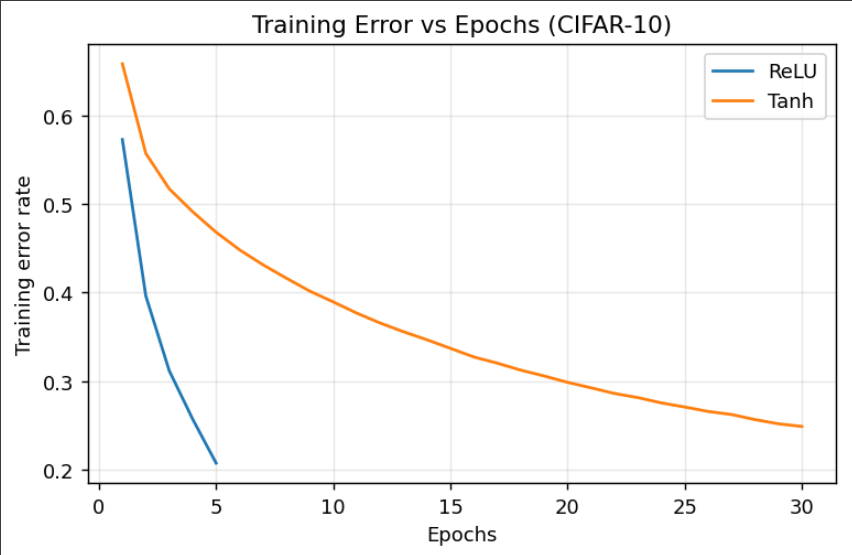 Training Error vs Epochs (CIFAR-10)
ReLU
Tanh
Training error rate
0.6
0.5
0.4
0.3
0.2
0
5
10
15
20
25
30
Epochs